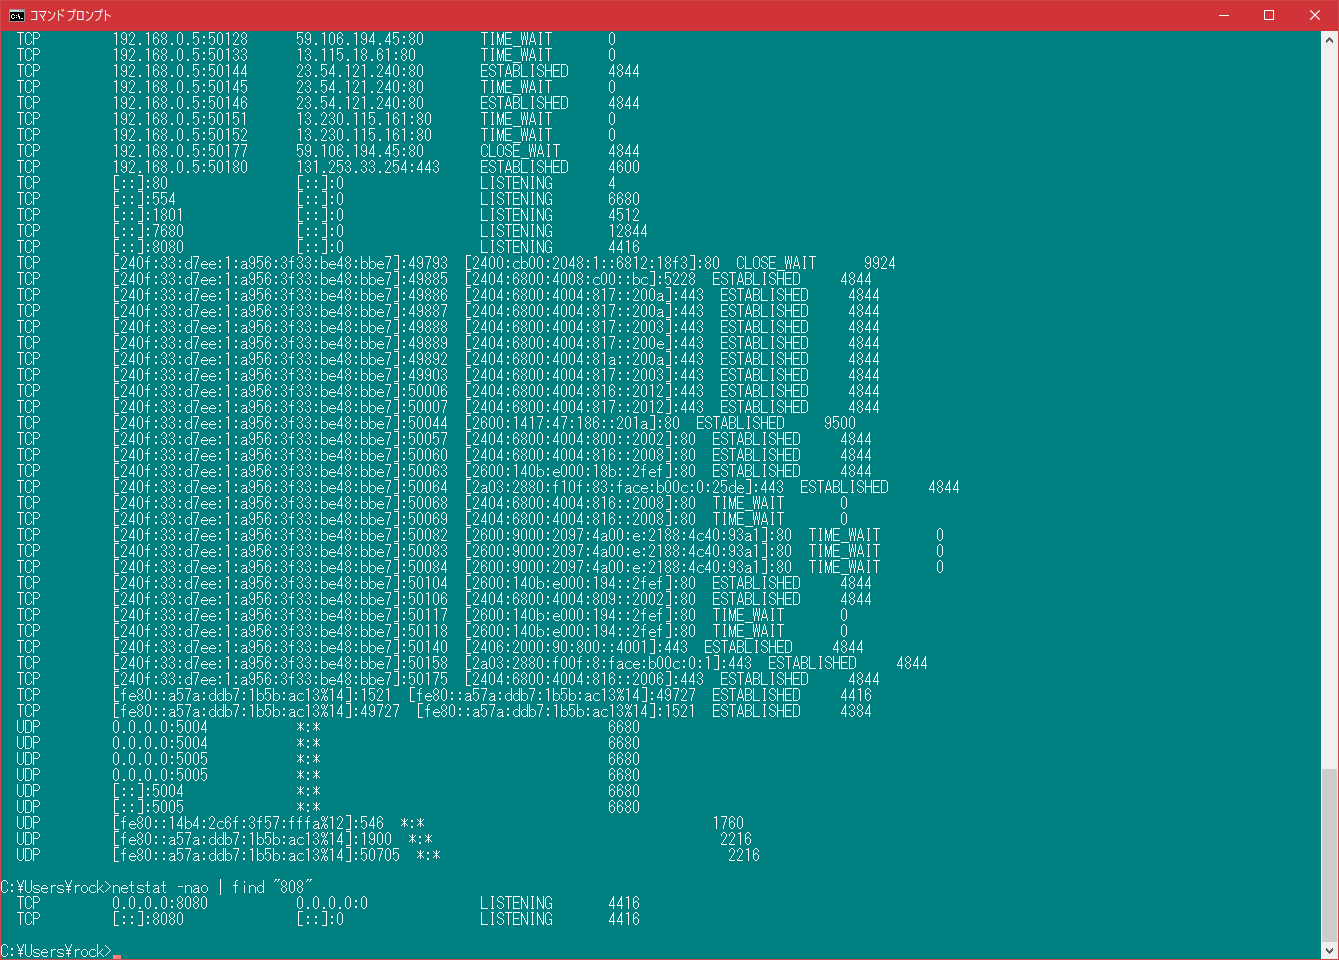 コマンドプロンプト
TCP 192.168.0.5:50128 59.106.194.45:80 TIME_WAIT 0
TCP 192.168.0.5:50133 13.115.18.61:80 TIME_WAIT 0
TCP 192.168.0.5:50144 23.54.121.240:80 ESTABLISHED 4844
TCP 192.168.0.5:50145 23.54.121.240:80 TIME_WAIT 0
TCP 192.168.0.5:50146 23.54.121.240:80 ESTABLISHED 4844
TCP 192.168.0.5:50151 13.230.115.161:80 TIME_WAIT 0
TCP 192.168.0.5:50152 13.230.115.161:80 TIME_WAIT 0
TCP 192.168.0.5:50177 59.106.194.45:80 CLOSE_WAIT 4844
TCP 192.168.0.5:50180 131.253.33.254:443 ESTABLISHED 4600
TCP [::]:80 [::]:0 LISTENING 4
TCP [::]:554 [::]:0 LISTENING 6680
TCP [::]:1801 [::]:0 LISTENING 4512
TCP [::]:7680 [::]:0 LISTENING 12844
TCP [::]:8080 [::]:0 LISTENING 4416
TCP [240f:33:d7ee:1:a956:3f33:be48:bbe7]:49793 [2400:cb00:2048:1::6812:18f3]:80 CLOSE_WAIT 9924
TCP [240f:33:d7ee:1:a956:3f33:be48:bbe7]:49885 [2404:6800:4008:c00::bc]:5228 ESTABLISHED 4844
TCP [240f:33:d7ee:1:a956:3f33:be48:bbe7]:49886 [2404:6800:4004:817::200a]:443 ESTABLISHED 4844
TCP [240f:33:d7ee:1:a956:3f33:be48:bbe7]:49887 [2404:6800:4004:817::200a]:443 ESTABLISHED 4844
TCP [240f:33:d7ee:1:a956:3f33:be48:bbe7]:49888 [2404:6800:4004:817::2003]:443 ESTABLISHED 4844
TCP [240f:33:d7ee:1:a956:3f33:be48:bbe7]:49889 [2404:6800:4004:817::200e]:443 ESTABLISHED 4844
TCP [240f:33:d7ee:1:a956:3f33:be48:bbe7]:49892 [2404:6800:4004:81a::200a]:443 ESTABLISHED 4844
TCP [240f:33:d7ee:1:a956:3f33:be48:bbe7]:49903 [2404:6800:4004:817::2003]:443 ESTABLISHED 4844
TCP [240f:33:d7ee:1:a956:3f33:be48:bbe7]:50006 [2404:6800:4004:816::2012]:443 ESTABLISHED 4844
TCP [240f:33:d7ee:1:a956:3f33:be48:bbe7]:50007 [2404:6800:4004:817::2012]:443 ESTABLISHED 4844
TCP [240f:33:d7ee:1:a956:3f33:be48:bbe7]:50044 [2600:1417:47:186::201a]:80 ESTABLISHED 9500
TCP [240f:33:d7ee:1:a956:3f33:be48:bbe7]:50057 [2404:6800:4004:800::2002]:80 ESTABLISHED 4844
TCP [240f:33:d7ee:1:a956:3f33:be48:bbe7]:50060 [2404:6800:4004:816::2008]:80 ESTABLISHED 4844
TCP [240f:33:d7ee:1:a956:3f33:be48:bbe7]:50063 [2600:140b:e000:18b::2fef]:80 ESTABLISHED 4844
TCP [240f:33:d7ee:1:a956:3f33:be48:bbe7]:50064 [2a03:2880:f10f:83:face:b00c:0:25de]:443 ESTABLISHED 4844
TCP [240f:33:d7ee:1:a956:3f33:be48:bbe7]:50068 [2404:6800:4004:816::2008]:80 TIME_WAIT 0
TCP [240f:33:d7ee:1:a956:3f33:be48:bbe7]:50069 [2404:6800:4004:816::2008]:80 TIME_WAIT 0
TCP [240f:33:d7ee:1:a956:3f33:be48:bbe7]:50082 [2600:9000:2097:4a00:e:2188:4c40:93a1]:80 TIME_WAIT 0
TCP [240f:33:d7ee:1:a956:3f33:be48:bbe7]:50083 [2600:9000:2097:4a00:e:2188:4c40:93a1]:80 TIME_WAIT 0
TCP [240f:33:d7ee:1:a956:3f33:be48:bbe7]:50084 [2600:9000:2097:4a00:e:2188:4c40:93a1]:80 TIME_WAIT 0
TCP [240f:33:d7ee:1:a956:3f33:be48:bbe7]:50104 [2600:140b:e000:194::2fef]:80 ESTABLISHED 4844
TCP [240f:33:d7ee:1:a956:3f33:be48:bbe7]:50106 [2404:6800:4004:809::2002]:80 ESTABLISHED 4844
TCP [240f:33:d7ee:1:a956:3f33:be48:bbe7]:50117 [2600:140b:e000:194::2fef]:80 TIME_WAIT 0
TCP [240f:33:d7ee:1:a956:3f33:be48:bbe7]:50118 [2600:140b:e000:194::2fef]:80 TIME_WAIT 0
TCP [240f:33:d7ee:1:a956:3f33:be48:bbe7]:50140 [2406:2000:90:800::4001]:443 ESTABLISHED 4844
TCP [240f:33:d7ee:1:a956:3f33:be48:bbe7]:50158 [2a03:2880:f00f:8:face:b00c:0:1]:443 ESTABLISHED 4844
TCP [240f:33:d7ee:1:a956:3f33:be48:bbe7]:50175 [2404:6800:4004:816::2006]:443 ESTABLISHED 4844
TCP [fe80::a57a:ddb7:1b5b:ac13%14]:1521 [fe80::a57a:ddb7:1b5b:ac13%14]:49727 ESTABLISHED 4416
TCP [fe80::a57a:ddb7:1b5b:ac13%14]:49727 [fe80::a57a:ddb7:1b5b:ac13%14]:1521 ESTABLISHED 4384
UDP 0.0.0.0:5004 *:* 6680
UDP 0.0.0.0:5004 *:* 6680
UDP 0.0.0.0:5005 *:* 6680
UDP 0.0.0.0:5005 *:* 6680
UDP [::]:5004 *:* 6680
UDP [::]:5005 *:* 6680
UDP [fe80::14b4:2c6f:3f57:fffa%12]:546 *:* 1760
UDP [fe80::a57a:ddb7:1b5b:ac13%14]:1900 *:* 2216
UDP [fe80::a57a:ddb7:1b5b:ac13%14]:50705 *:* 2216
C:¥Users¥rock>netstat -nao | find "808"
TCP 0.0.0.0:8080 0.0.0.0:0 LISTENING 4416
TCP [::]:8080 [::]:0 LISTENING 4416
C:¥Users¥rock>